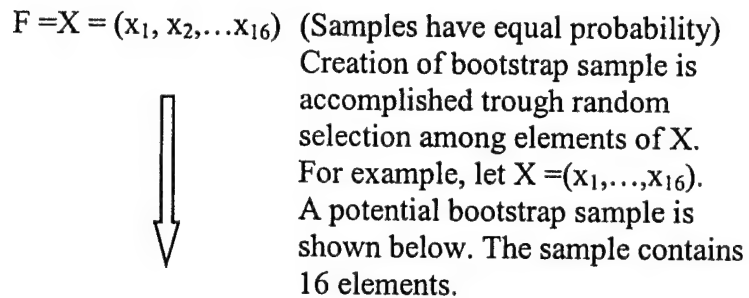 F =X = (x₁, x₂,…x₁₆) (Samples have equal probability)
Creation of bootstrap sample is
accomplished trough random
selection among elements of X.
For example, let X =(x₁,…,x₁₆).
A potential bootstrap sample is
shown below. The sample contains
16 elements.